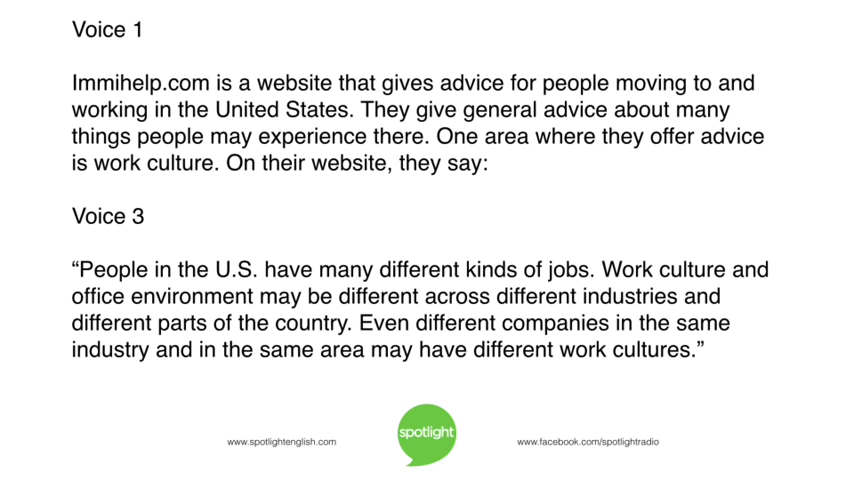 Voice 1
Immihelp.com is a website that gives advice for people moving to and
working in the United States. They give general advice about many
things people may experience there. One area where they offer advice
is work culture. On their website, they say:
Voice 3
“People in the U.S. have many different kinds of jobs. Work culture and
office environment may be different across different industries and
different parts of the country. Even different companies in the same
industry and in the same area may have different work cultures.”
www.spotlightenglish.com
spotlight
www.facebook.com/spotlightradio